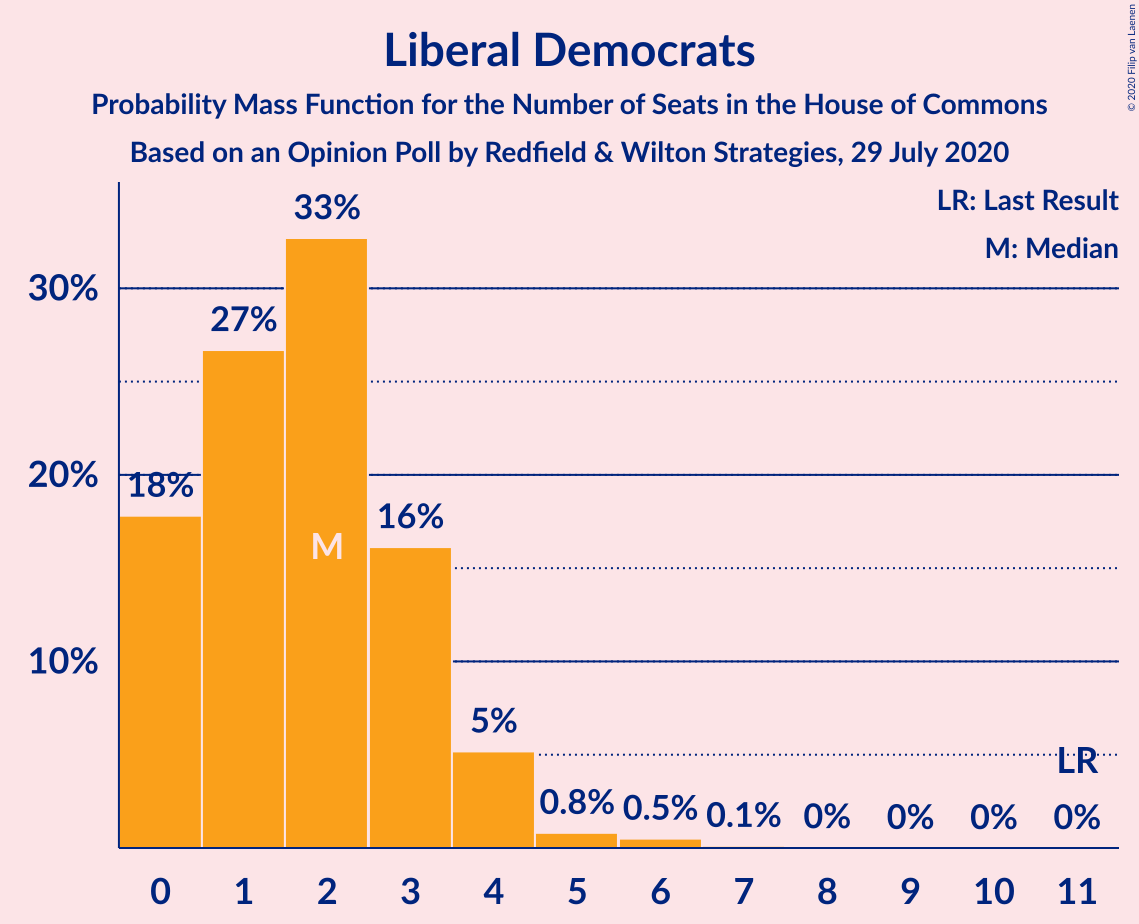 Liberal Democrats
Probability Mass Function for the Number of Seats in the House of Commons
Based on an Opinion Poll by Redfield & Wilton Strategies, 29 July 2020
© 2020 Filip van Laenen
LR: Last Result
M: Median
33%
30%
27%
20%
18%
16%
M
10%
5%
LR
0.8%
0.5%
0.1%
0%
0%
0%
0%
0 1 2 3 4 5 6 7 8 9 10 11